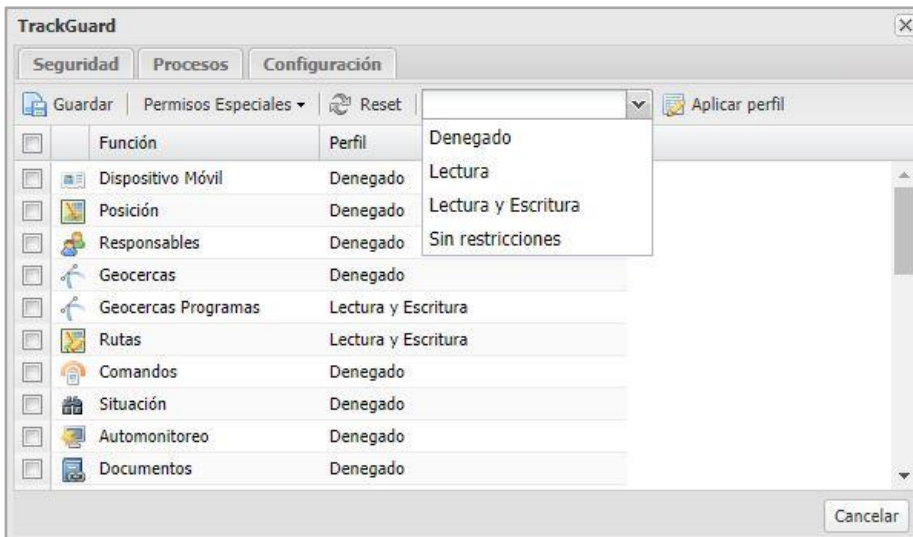 TrackGuard
Seguridad Procesos Configuración
Guardar Permisos Especiales Reset Aplicar perfil
Función Perfil
Denegado
Lectura
Lectura y Escritura
Sin restricciones
Dispositivo Móvil Denegado
Posición Denegado
Responsables Denegado
Geocercas Denegado
Geocercas Programas Lectura y Escritura
Rutas Lectura y Escritura
Comandos Denegado
Situación Denegado
Automonitoreo Denegado
Documentos Denegado
Cancelar